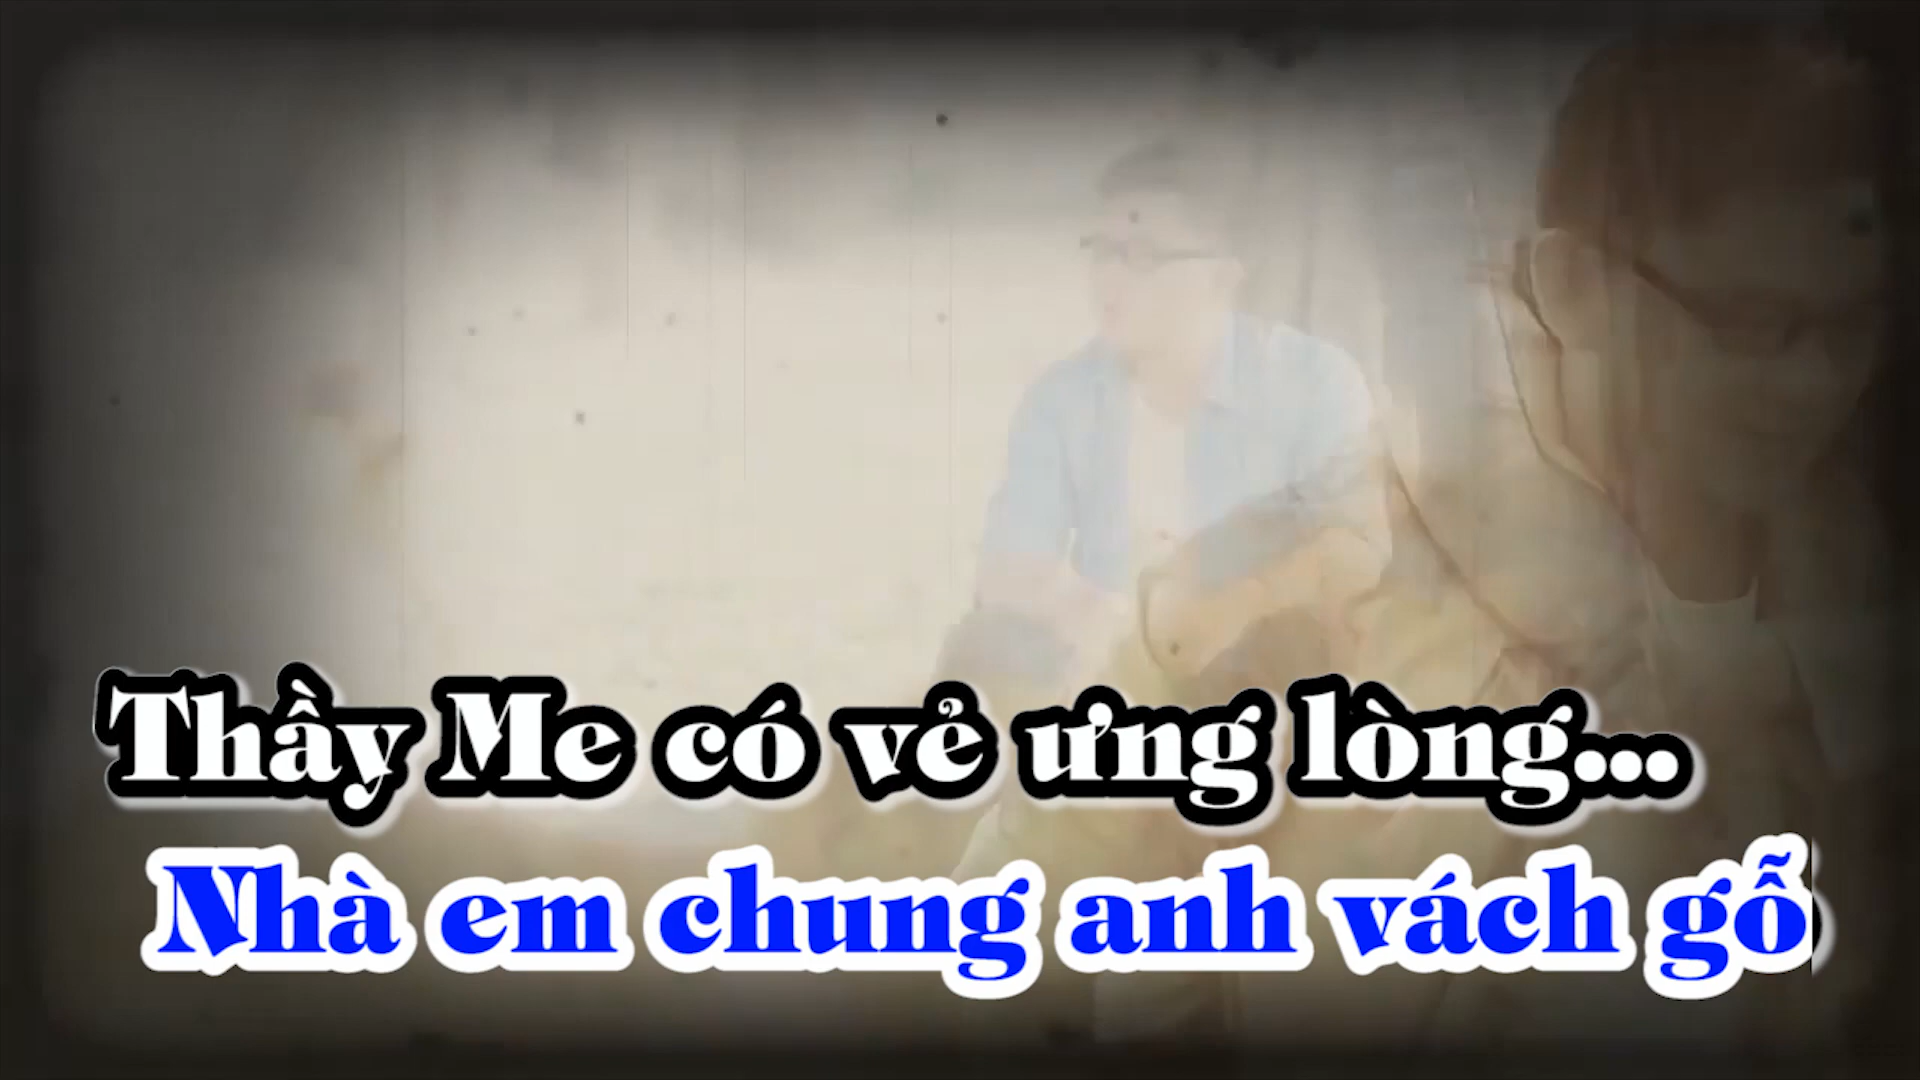 Thầy Me có vẻ ưng lòng...
Nhà em chung anh vách gỗ